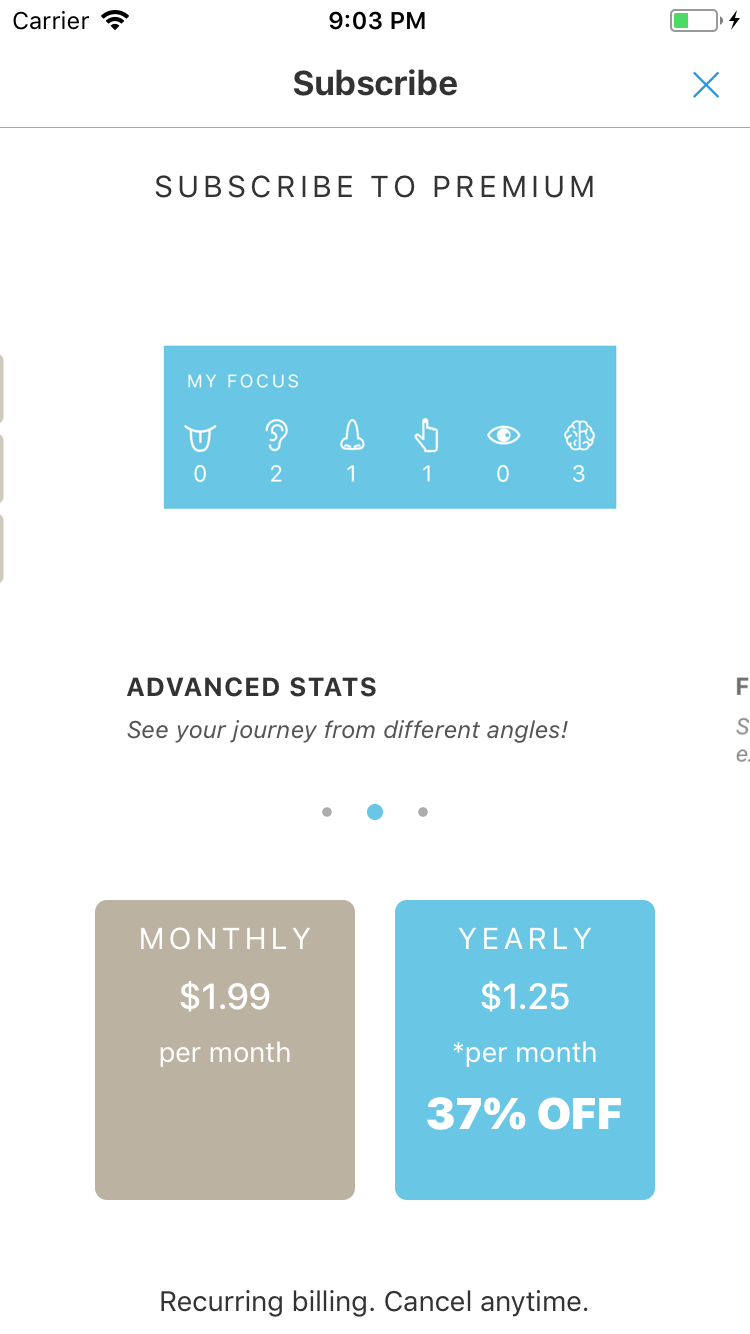 Carrier 9:03 PM
Subscribe
SUBSCRIBE TO PREMIUM
MY FOCUS
0 2 1 1 0 3
ADVANCED STATS
See your journey from different angles!
F
S
MONTHLY
$1.99
per month
YEARLY
$1.25
*per month
37% OFF
Recurring billing. Cancel anytime.